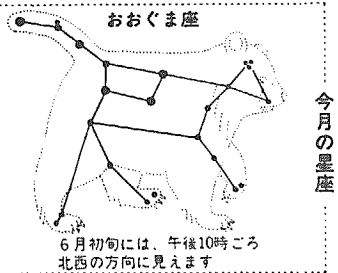 おおぐま座
今月の星座
６月初旬には、午後10時ごろ
北西の方向に見えます